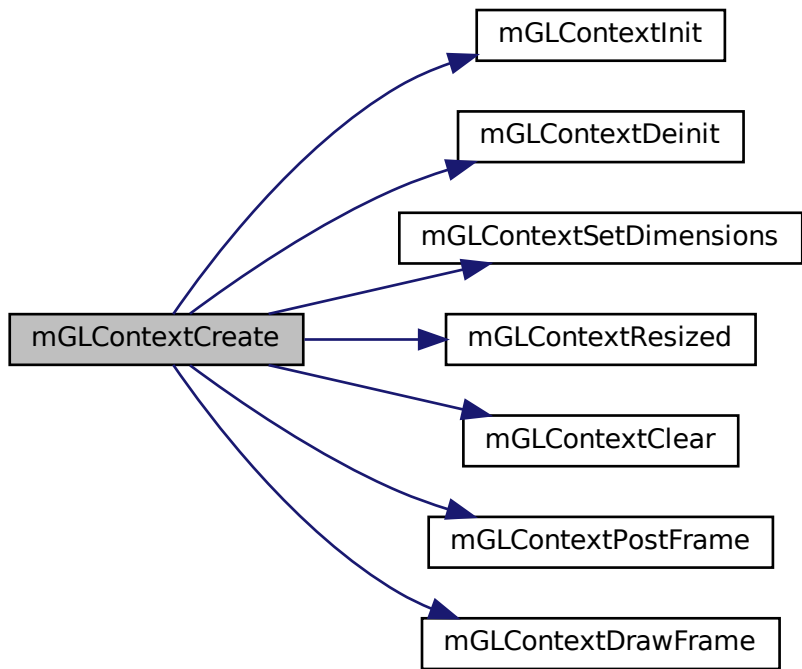 mGLContextCreate
mGLContextInit
mGLContextDeinit
mGLContextSetDimensions
mGLContextResized
mGLContextClear
mGLContextPostFrame
mGLContextDrawFrame